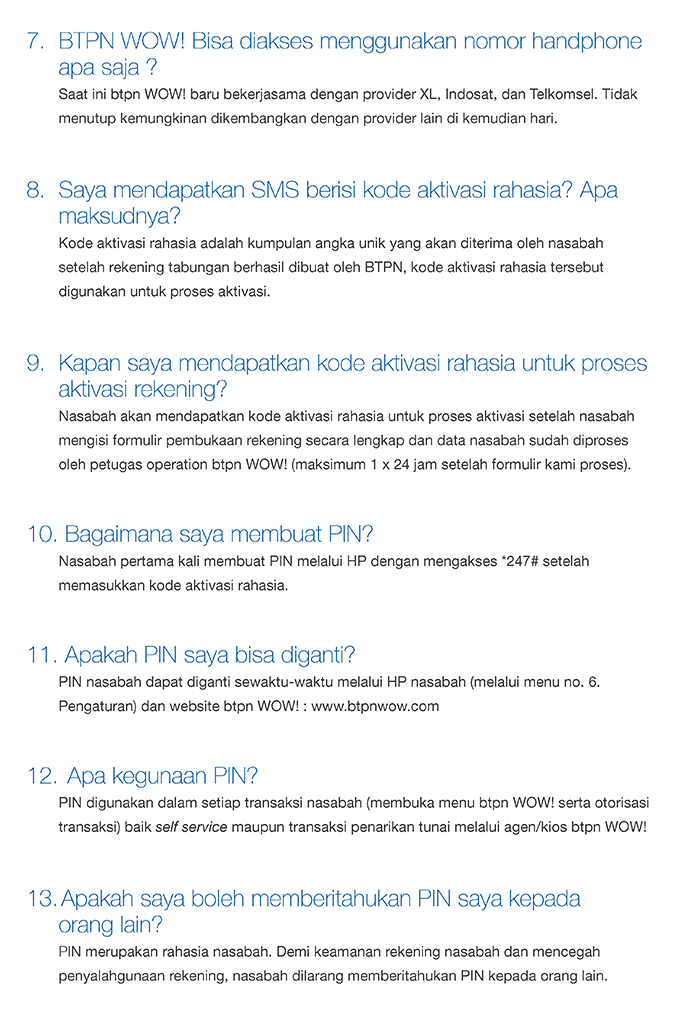 7. BTPN WOW! Bisa diakses menggunakan nomor handphone
apa saja ?
Saat ini btpn WOW! baru bekerjasama dengan provider XL, Indosat, dan Telkomsel. Tidak
menutup kemungkinan dikembangkan dengan provider lain di kemudian hari.
8. Saya mendapatkan SMS berisi kode aktivasi rahasia? Apa
maksudnya?
Kode aktivasi rahasia adalah kumpulan angka unik yang akan diterima oleh nasabah
setelah rekening tabungan berhasil dibuat oleh BTPN, kode aktivasi rahasia tersebut
digunakan untuk proses aktivasi.
9. Kapan saya mendapatkan kode aktivasi rahasia untuk proses
aktivasi rekening?
Nasabah akan mendapatkan kode aktivasi rahasia untuk proses aktivasi setelah nasabah
mengisi formulir pembukaan rekening secara lengkap dan data nasabah sudah diproses
oleh petugas operation btpn WOW! (maksimum 1 x 24 jam setelah formulir kami proses).
10. Bagaimana saya membuat PIN?
Nasabah pertama kali membuat PIN melalui HP dengan mengakses *247# setelah
memasukkan kode aktivasi rahasia.
11. Apakah PIN saya bisa diganti?
PIN nasabah dapat diganti sewaktu-waktu melalui HP nasabah (melalui menu no. 6.
Pengaturan) dan website btpn WOW! : www.btpnwow.com
12. Apa kegunaan PIN?
PIN digunakan dalam setiap transaksi nasabah (membuka menu btpn WOW! serta otorisasi
transaksi) baik self service maupun transaksi penarikan tunai melalui agen/kios btpn WOW!
13. Apakah saya boleh memberitahukan PIN saya kepada
orang lain?
PIN merupakan rahasia nasabah. Demi keamanan rekening nasabah dan mencegah
penyalahgunaan rekening, nasabah dilarang memberitahukan PIN kepada orang lain.